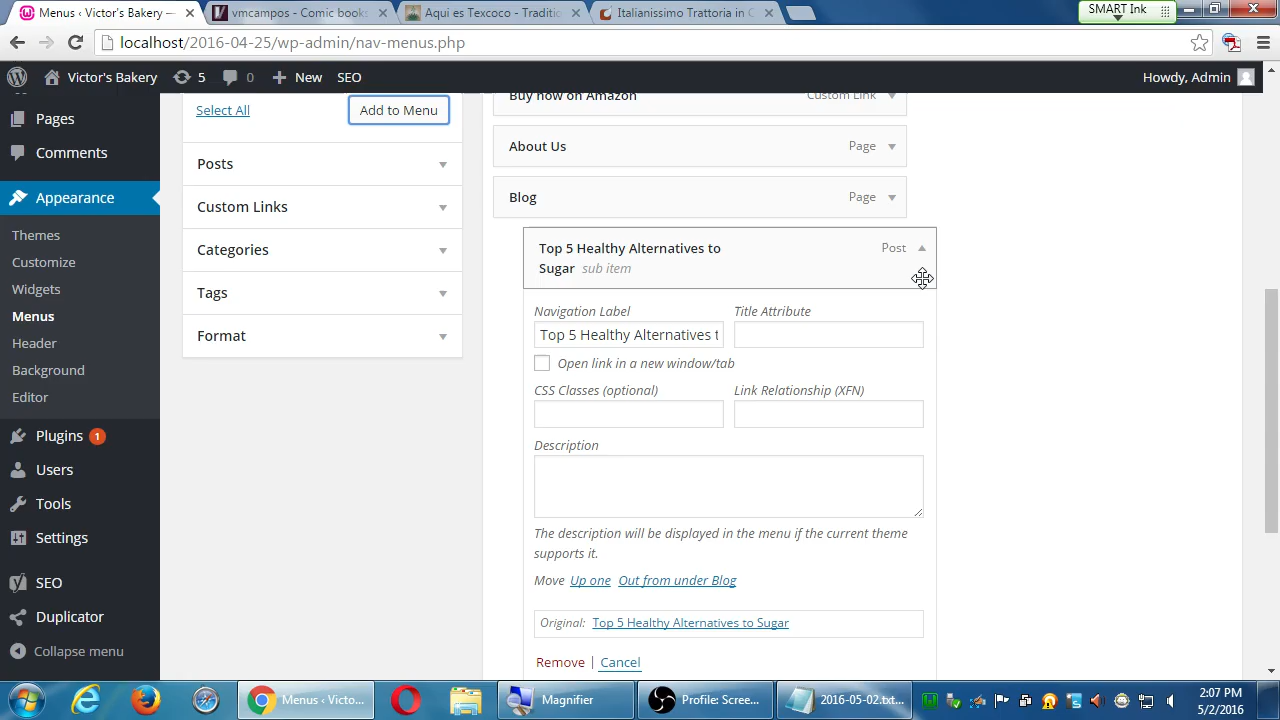 Menus ‹ Victor's Bakery —
vmcampos - Comic books
Aqui es Texcoco - Traditio
Italianissimo Trattoria in C
SMART Ink
localhost/2016-04-25/wp-admin/nav-menus.php
Victor's Bakery
5
0
New
SEO
Howdy, Admin
Pages
Comments
Appearance
Themes
Customize
Widgets
Menus
Header
Background
Editor
Plugins 1
Users
Tools
Settings
SEO
Duplicator
Collapse menu
Select All
Add to Menu
Posts
Custom Links
Categories
Tags
Format
Buy now on Amazon Custom Link
About Us Page
Blog Page
Top 5 Healthy Alternatives to Post
Sugar sub item
Navigation Label Title Attribute
Top 5 Healthy Alternatives t
Open link in a new window/tab
CSS Classes (optional) Link Relationship (XFN)
Description
The description will be displayed in the menu if the current theme
supports it.
Move Up one Out from under Blog
Original: Top 5 Healthy Alternatives to Sugar
Remove | Cancel
Menus ‹ Victo...
Magnifier
Profile: Scree...
2016-05-02.txt...
2:07 PM
5/2/2016